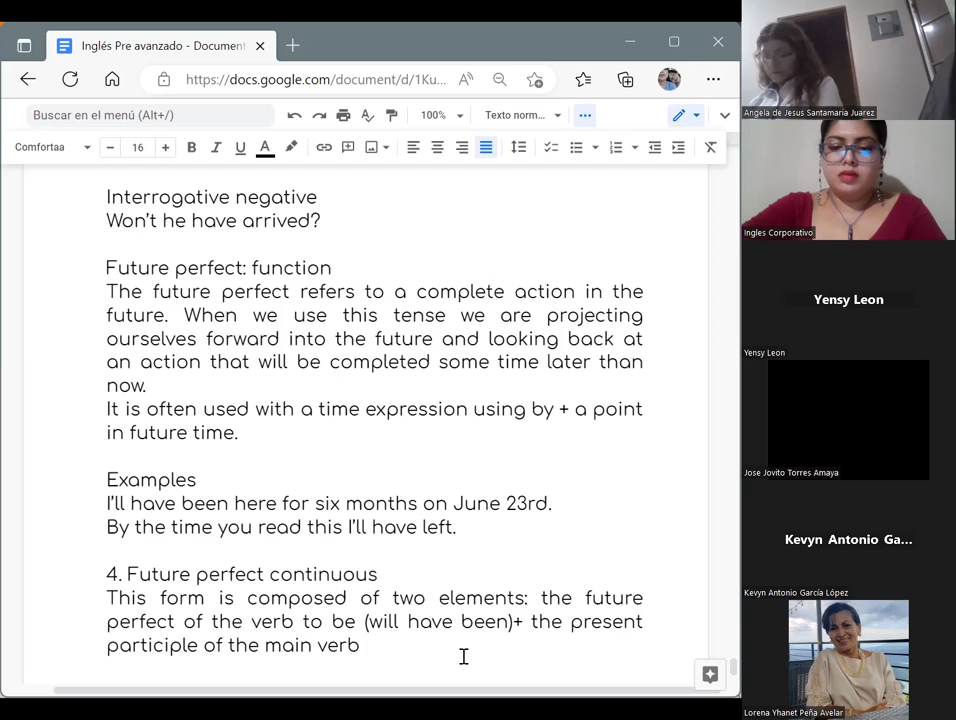 Inglés Pre avanzado - Document
https://docs.google.com/document/d/1Ku...
Buscar en el menú (Alt+/)
100%
Texto norm...
Comfortaa
16
B I U A
Interrogative negative
Won't he have arrived?
Future perfect: function
The future perfect refers to a complete action in the
future. When we use this tense we are projecting
ourselves forward into the future and looking back at
an action that will be completed some time later than
now.
It is often used with a time expression using by + a point
in future time.
Examples
I'll have been here for six months on June 23rd.
By the time you read this I'll have left.
4. Future perfect continuous
This form is composed of two elements: the future
perfect of the verb to be (will have been)+ the present
participle of the main verb
Angela de Jesus Santamaria Juarez
Ingles Corporativo
Yensy Leon
Yensy Leon
Jose Jovito Torres Amaya
Kevyn Antonio Ga...
Kevyn Antonio García López
Lorena Yhanet Peña Avelar